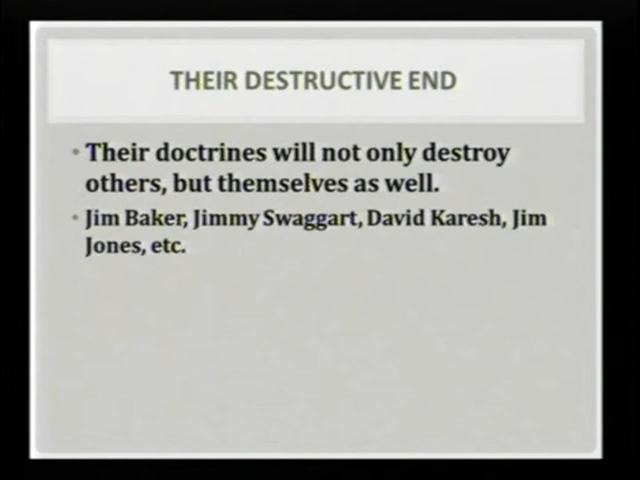 THEIR DESTRUCTIVE END
• Their doctrines will not only destroy
others, but themselves as well.
• Jim Baker, Jimmy Swaggart, David Karesh, Jim
Jones, etc.